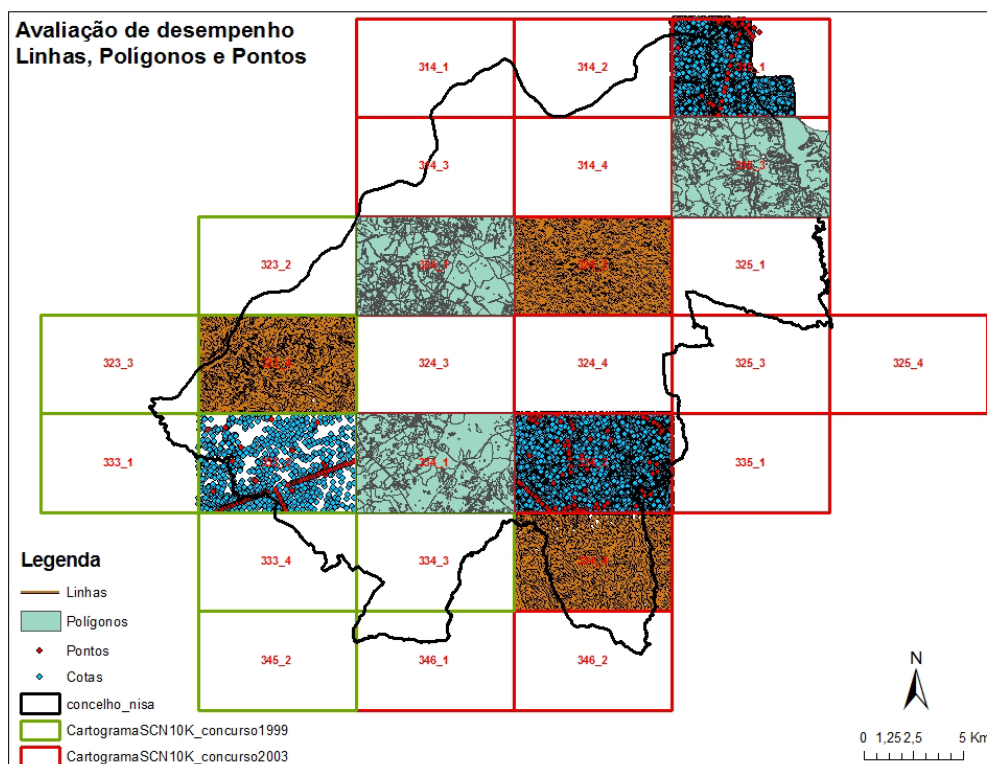 Avaliação de desempenho
Linhas, Polígonos e Pontos
314_1
314_2
314_3
314_4
323_2
325_1
323_3
324_3
324_4
325_3
325_4
333_1
334_1
335_1
333_4
334_3
345_2
346_1
346_2
Legenda
Linhas
Polígonos
Pontos
Cotas
concelho_nisa
CartogramaSCN10K_concurso1999
CartogramaSCN10K_concurso2003
N
0 1,25 2,5 5 Km